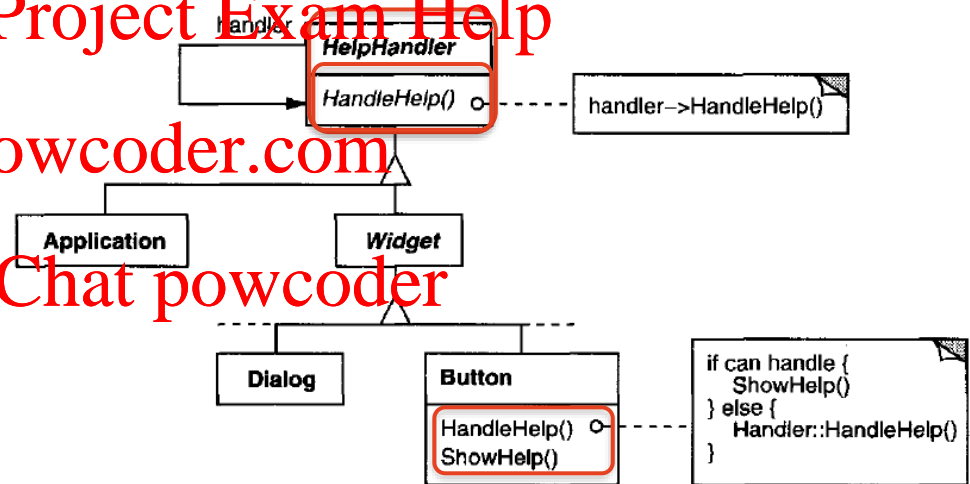 Project Exam Help
handler
HelpHandler
HandleHelp()
handler->HandleHelp()
powcoder.com
Application
Widget
Chat powcoder
Dialog
Button
HandleHelp()
ShowHelp()
if can handle {
ShowHelp()
} else {
Handler::HandleHelp()
}